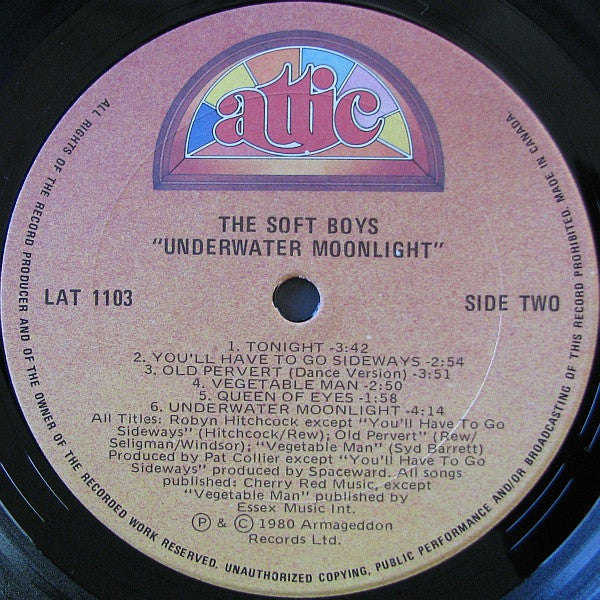 attic
THE SOFT BOYS
"UNDERWATER MOONLIGHT"
LAT 1103
SIDE TWO
1. TONIGHT -3:42
2. YOU'LL HAVE TO GO SIDEWAYS -2:54
3. OLD PERVERT (Dance Version) -3:51
4. VEGETABLE MAN -2:50
5. QUEEN OF EYES -1:58
6. UNDERWATER MOONLIGHT -4:14
All Titles: Robyn Hitchcock except "You'll Have To Go
Sideways" (Hitchcock/Rew); Old Pervert" (Rew/
Seligman/Windsor); "Vegetable Man" (Syd Barrett)
Produced by Pat Collier except "You'll Have To Go
Sideways" produced by Spaceward. All songs
published: Cherry Red Music, except
"Vegetable Man" published by
Essex Music Int.
Ⓟ & © 1980 Armageddon
Records Ltd.
ALL RIGHTS OF THE RECORD PRODUCER AND OF THE OWNER OF THE RECORDED WORK RESERVED. UNAUTHORIZED COPYING, PUBLIC PERFORMANCE AND/OR BROADCASTING OF THIS RECORD PROHIBITED. MADE IN CANADA.